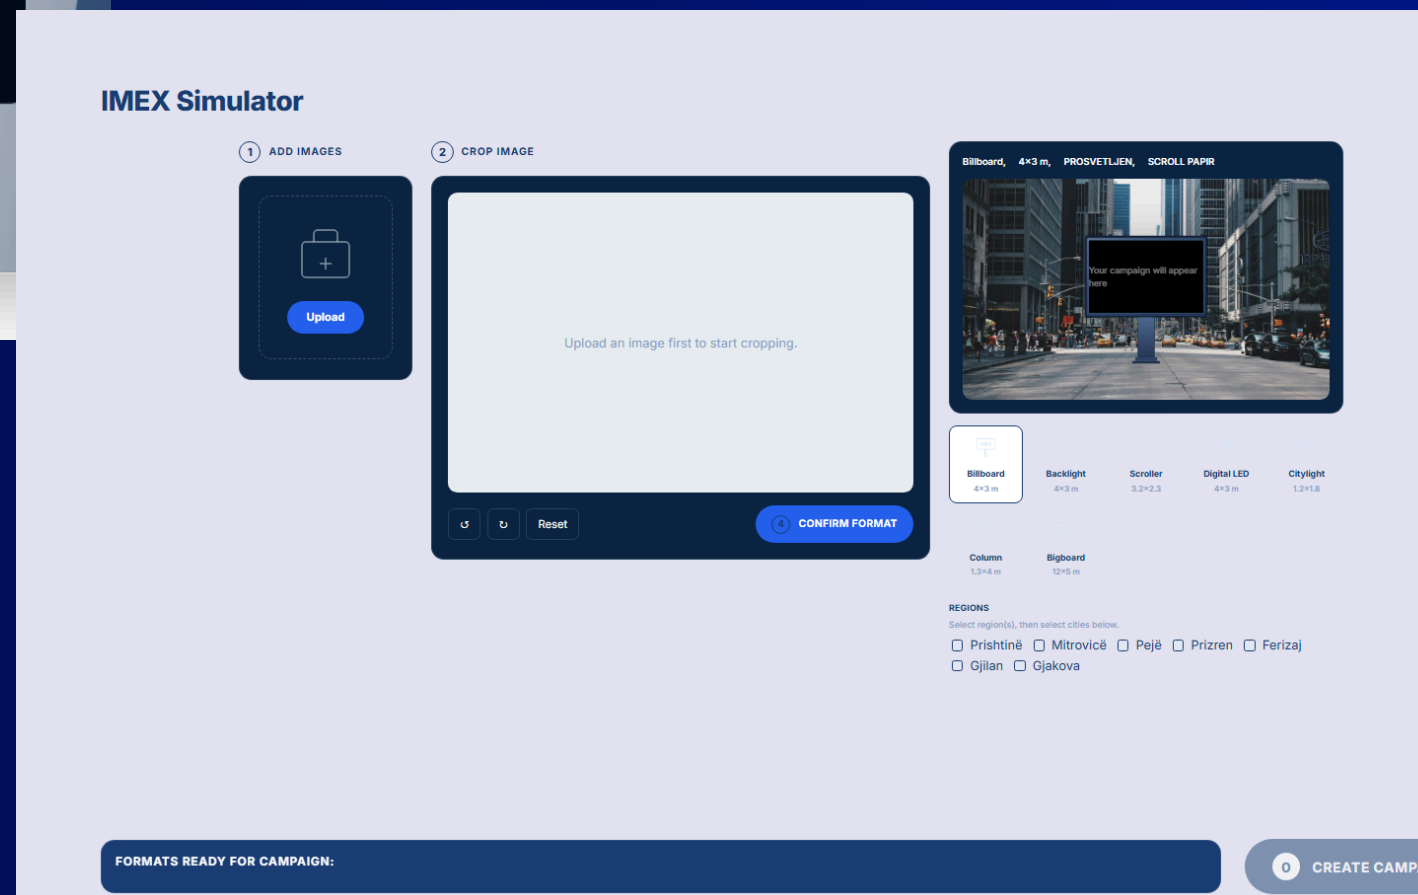 IMEX Simulator
1 ADD IMAGES
Upload
2 CROP IMAGE
Upload an image first to start cropping.
Reset
4 CONFIRM FORMAT
Billboard, 4×3 m, PROSVETLJEN, SCROLL PAPIR
Your campaign will appear
here
Billboard
4×3 m
Backlight
4×3 m
Scroller
3.2×2.3
Digital LED
4×3 m
Citylight
1.2×1.8
Column
1.3×4 m
Bigboard
12×5 m
REGIONS
Select region(s), then select cities below.
Prishtinë Mitrovicë Pejë Prizren Ferizaj
Gjilan Gjakova
FORMATS READY FOR CAMPAIGN:
0 CREATE CAMP